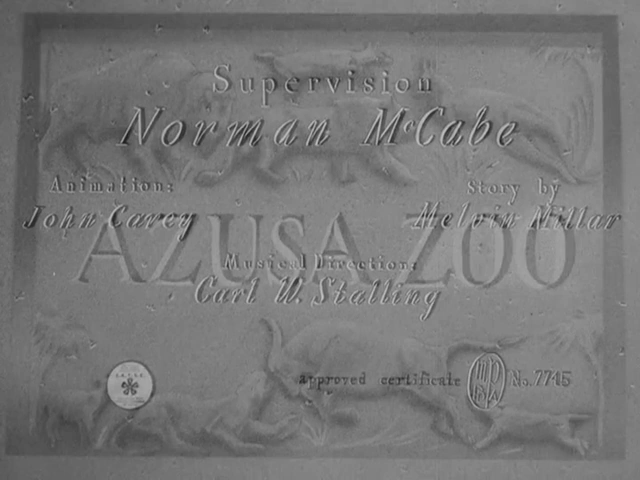 Supervision
Norman McCabe
Animation:
John Carey
Story by
Melvin Millar
AZUSA ZOO
Musical Direction:
Carl W. Stalling
approved certificate No. 7715